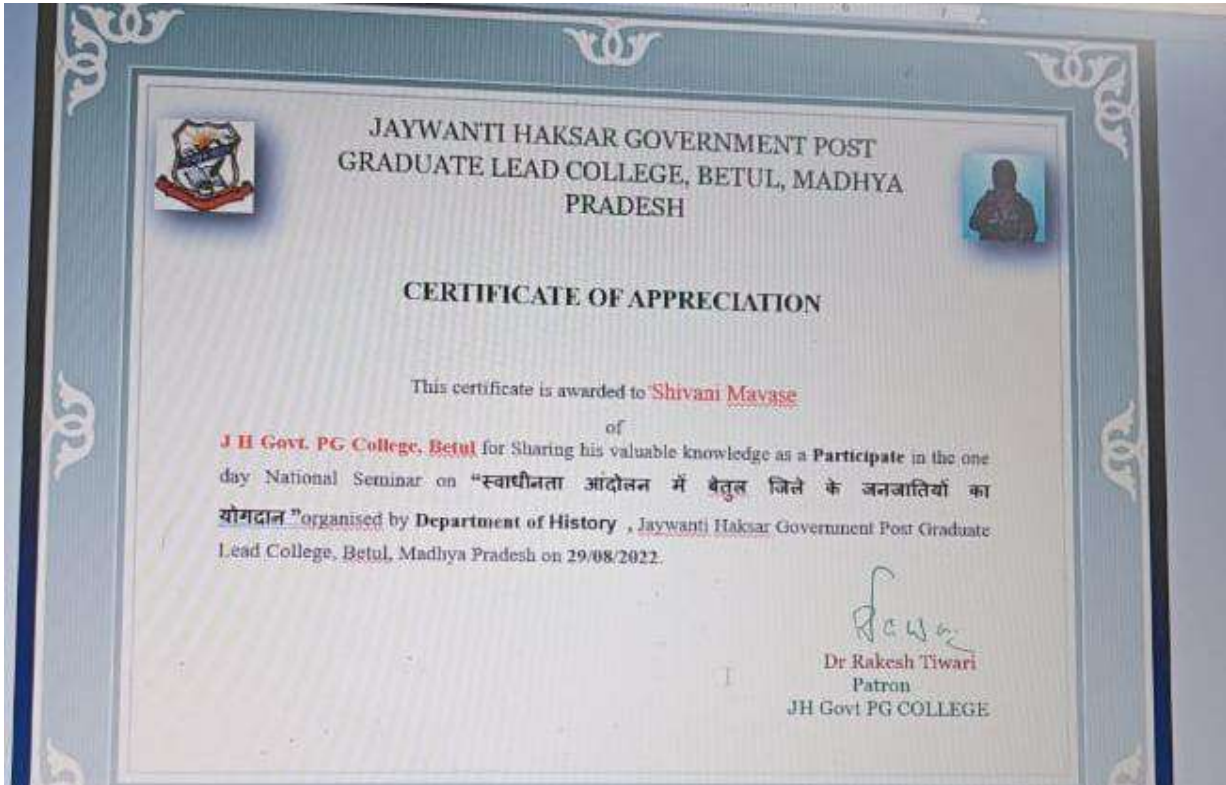 JAYWANTI HAKSAR GOVERNMENT POST
GRADUATE LEAD COLLEGE, BETUL, MADHYA
PRADESH
CERTIFICATE OF APPRECIATION
This certificate is awarded to Shivani Mavase
of
J H Govt. PG College, Betul for Sharing his valuable knowledge as a Participate in the one
day National Seminar on “स्वाधीनता आंदोलन में बेतुल जिले के जनजातियों का
योगदान ”organised by Department of History , Jaywanti Haksar Government Post Graduate
Lead College, Betul, Madhya Pradesh on 29/08/2022.
Dr Rakesh Tiwari
Patron
JH Govt PG COLLEGE